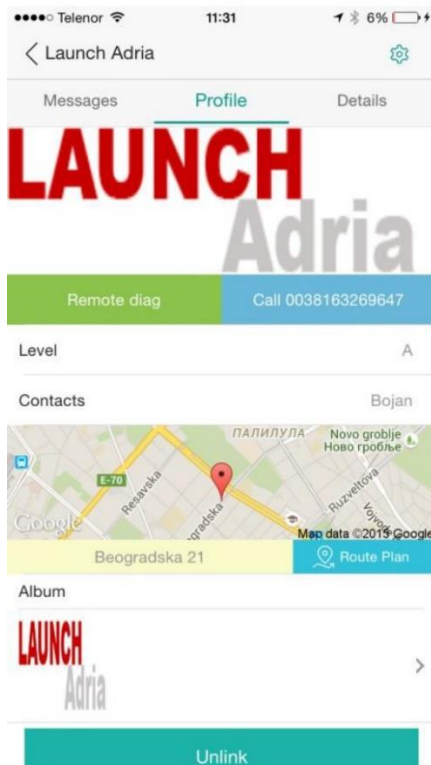 Telenor 11:31 6%
Launch Adria
Messages Profile Details
LAUNCH
Adria
Remote diag Call 0038163269647
Level A
Contacts Bojan
ПАЛИЛУЛА
Novo groblje
Ново гробље
E-70
Resavska
Ruzveltova
Google
Map data ©2015 Google
Beogradska 21 Route Plan
Album
LAUNCH
Adria
Unlink